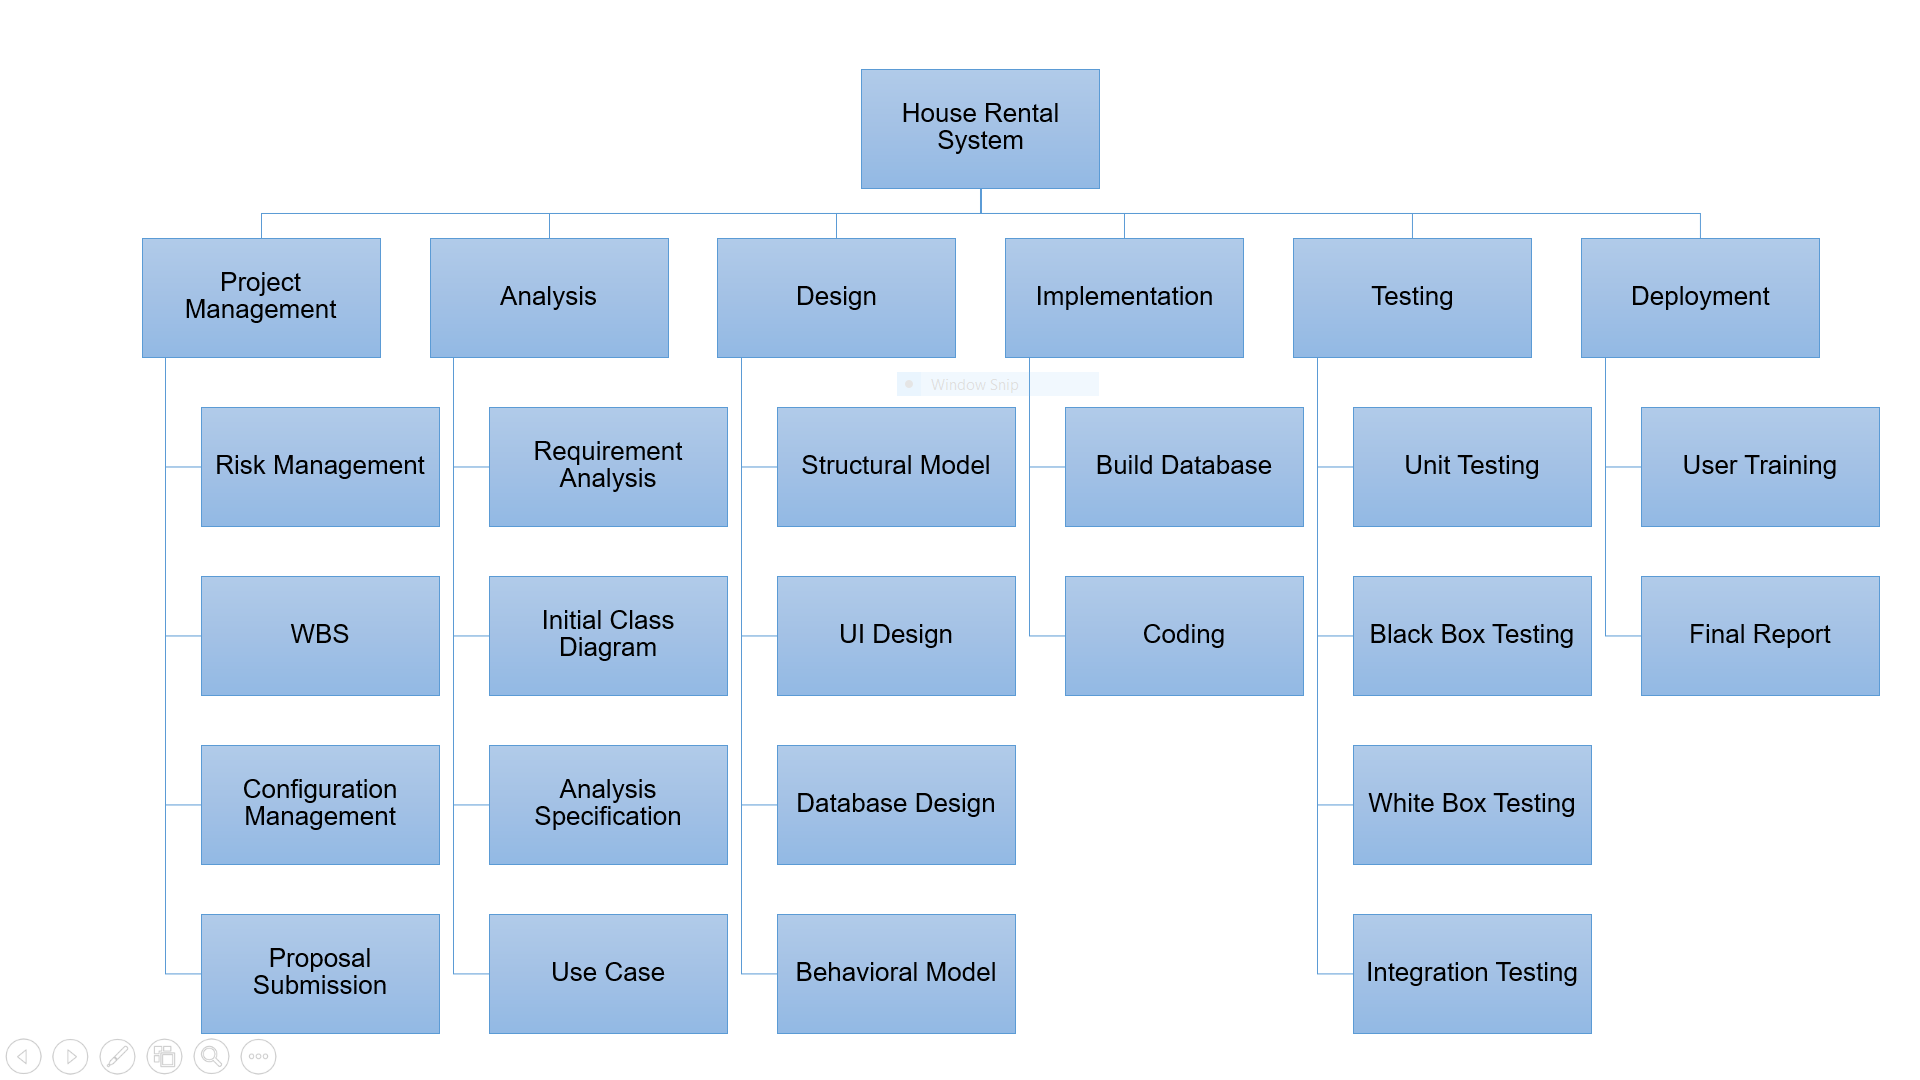 House Rental
System
Project
Management
Analysis
Design
Implementation
Testing
Deployment
Window Snip
Risk Management
Requirement
Analysis
Structural Model
Build Database
Unit Testing
User Training
WBS
Initial Class
Diagram
UI Design
Coding
Black Box Testing
Final Report
Configuration
Management
Analysis
Specification
Database Design
White Box Testing
Proposal
Submission
Use Case
Behavioral Model
Integration Testing